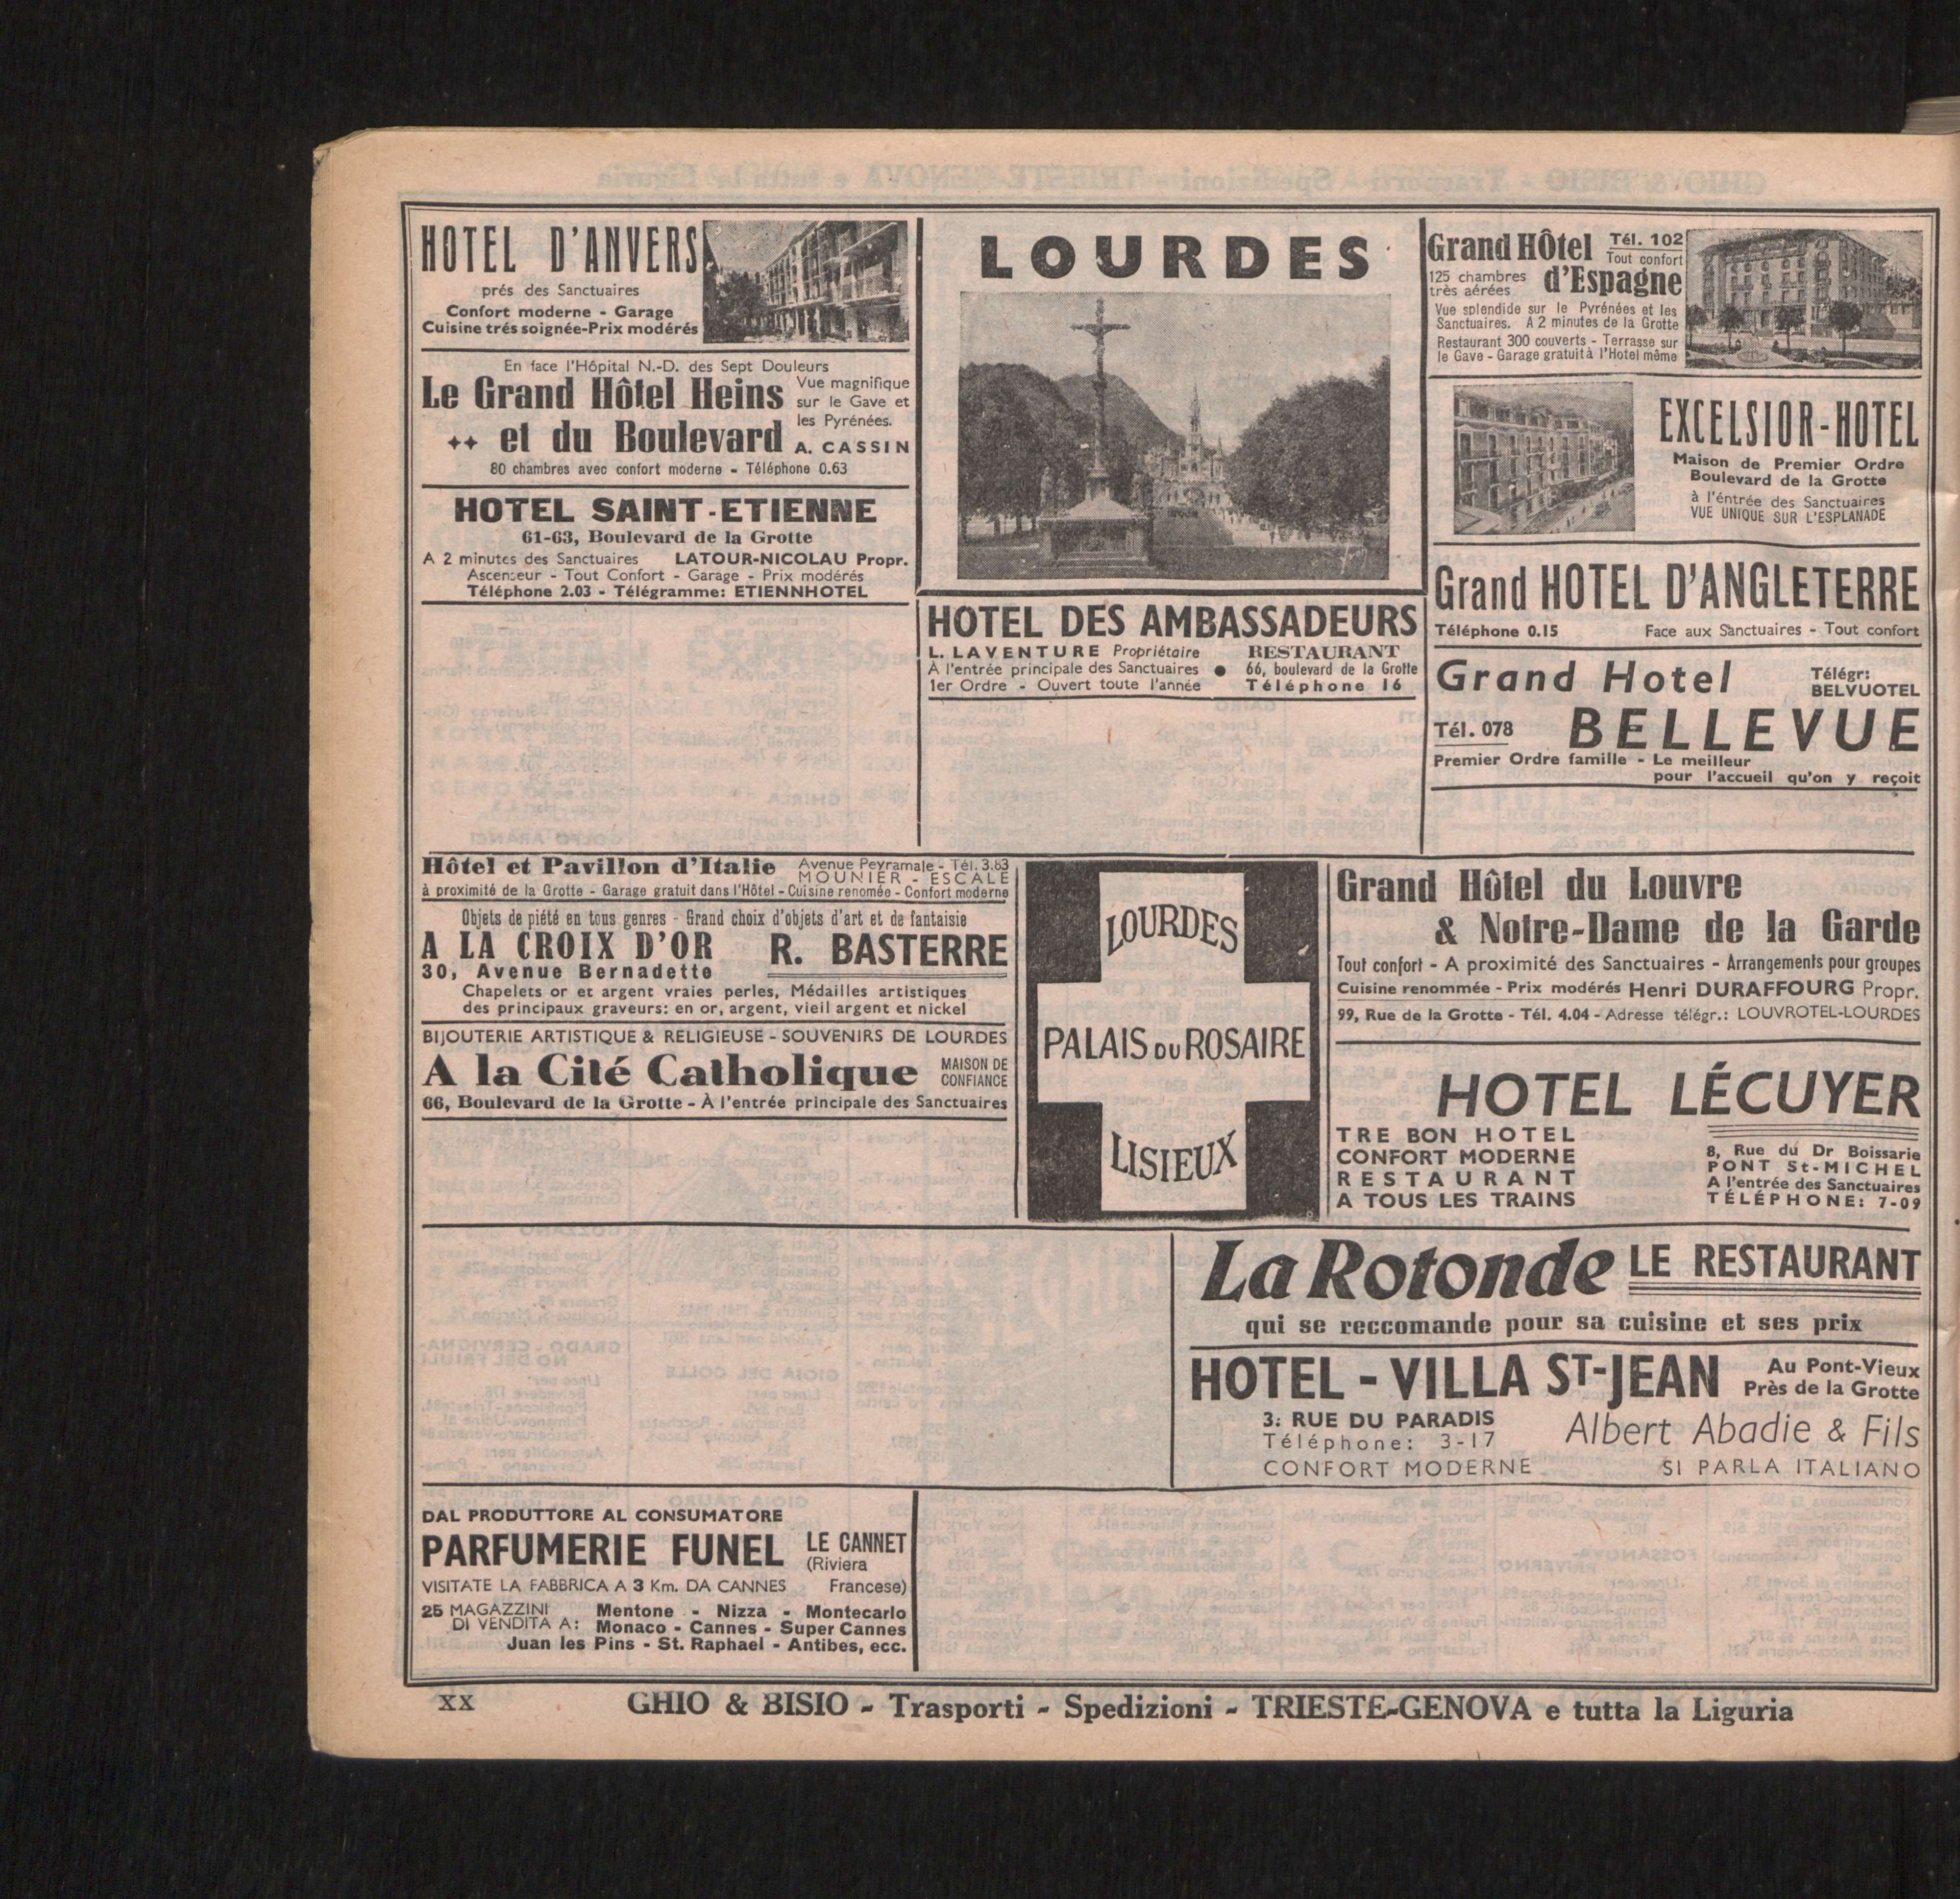 HOTEL D'ANVERS
prés des Sanctuaires
Confort moderne - Garage
Cuisine trés soignée-Prix modérés
En face l'Hôpital N.-D. des Sept Douleurs
Le Grand Hôtel Heins
et du Boulevard
Vue magnifique
sur le Gave et
les Pyrénées.
A. CASSIN
80 chambres avec confort moderne - Téléphone 0.63
HOTEL SAINT-ETIENNE
61-63, Boulevard de la Grotte
A 2 minutes des Sanctuaires LATOUR-NICOLAU Propr.
Ascenseur - Tout Confort - Garage - Prix modérés
Téléphone 2.03 - Télégramme: ETIENNHOTEL
LOURDES
HOTEL DES AMBASSADEURS
L. LAVENTURE Propriétaire
À l'entrée principale des Sanctuaires
1er Ordre - Ouvert toute l'année
RESTAURANT
66, boulevard de la Grotte
Téléphone 16
Grand Hôtel
d'Espagne
Tél. 102
Tout confort
125 chambres
très aérées
Vue splendide sur le Pyrénées et les
Sanctuaires. A 2 minutes de la Grotte
Restaurant 300 couverts - Terrasse sur
le Gave - Garage gratuit à l'Hotel même
EXCELSIOR-HOTEL
Maison de Premier Ordre
Boulevard de la Grotte
à l'éntrée des Sanctuaires
VUE UNIQUE SUR L'ESPLANADE
Grand HOTEL D'ANGLETERRE
Téléphone 0.15 Face aux Sanctuaires - Tout confort
Grand Hotel
Télégr:
BELVUOTEL
Tél. 078 BELLEVUE
Premier Ordre famille - Le meilleur
pour l'accueil qu'on y reçoit
Hôtel et Pavillon d'Italie
Avenue Peyramale - Tél. 3.83
MOUNIER - ESCALE
à proximité de la Grotte - Garage gratuit dans l'Hôtel - Cuisine renomée - Confort moderne
Objets de piété en tous genres - Grand choix d'objets d'art et de fantaisie
A LA CROIX D'OR R. BASTERRE
30, Avenue Bernadette
Chapelets or et argent vraies perles, Médailles artistiques
des principaux graveurs: en or, argent, vieil argent et nickel
BIJOUTERIE ARTISTIQUE & RELIGIEUSE - SOUVENIRS DE LOURDES
A la Cité Catholique
MAISON DE
CONFIANCE
66, Boulevard de la Grotte - À l'entrée principale des Sanctuaires
LOURDES
PALAIS DU ROSAIRE
LISIEUX
Grand Hôtel du Louvre
& Notre-Dame de la Garde
Tout confort - A proximité des Sanctuaires - Arrangements pour groupes
Cuisine renommée - Prix modérés Henri DURAFFOURG Propr.
99, Rue de la Grotte - Tél. 4.04 - Adresse télégr.: LOUVROTEL-LOURDES
HOTEL LÉCUYER
TRE BON HOTEL
CONFORT MODERNE
RESTAURANT
A TOUS LES TRAINS
8, Rue du Dr Boissarie
PONT St-MICHEL
A l'entrée des Sanctuaires
TÉLÉPHONE: 7-09
La Rotonde LE RESTAURANT
qui se reccomande pour sa cuisine et ses prix
HOTEL - VILLA ST-JEAN
Au Pont-Vieux
Près de la Grotte
3: RUE DU PARADIS
Téléphone: 3-17
CONFORT MODERNE
Albert Abadie & Fils
SI PARLA ITALIANO
DAL PRODUTTORE AL CONSUMATORE
PARFUMERIE FUNEL
LE CANNET
(Riviera
Francese)
VISITATE LA FABBRICA A 3 Km. DA CANNES
25 MAGAZZINI
DI VENDITA A:
Mentone - Nizza - Montecarlo
Monaco - Cannes - Super Cannes
Juan les Pins - St. Raphael - Antibes, ecc.
XX
GHIO & BISIO - Trasporti - Spedizioni - TRIESTE-GENOVA e tutta la Liguria